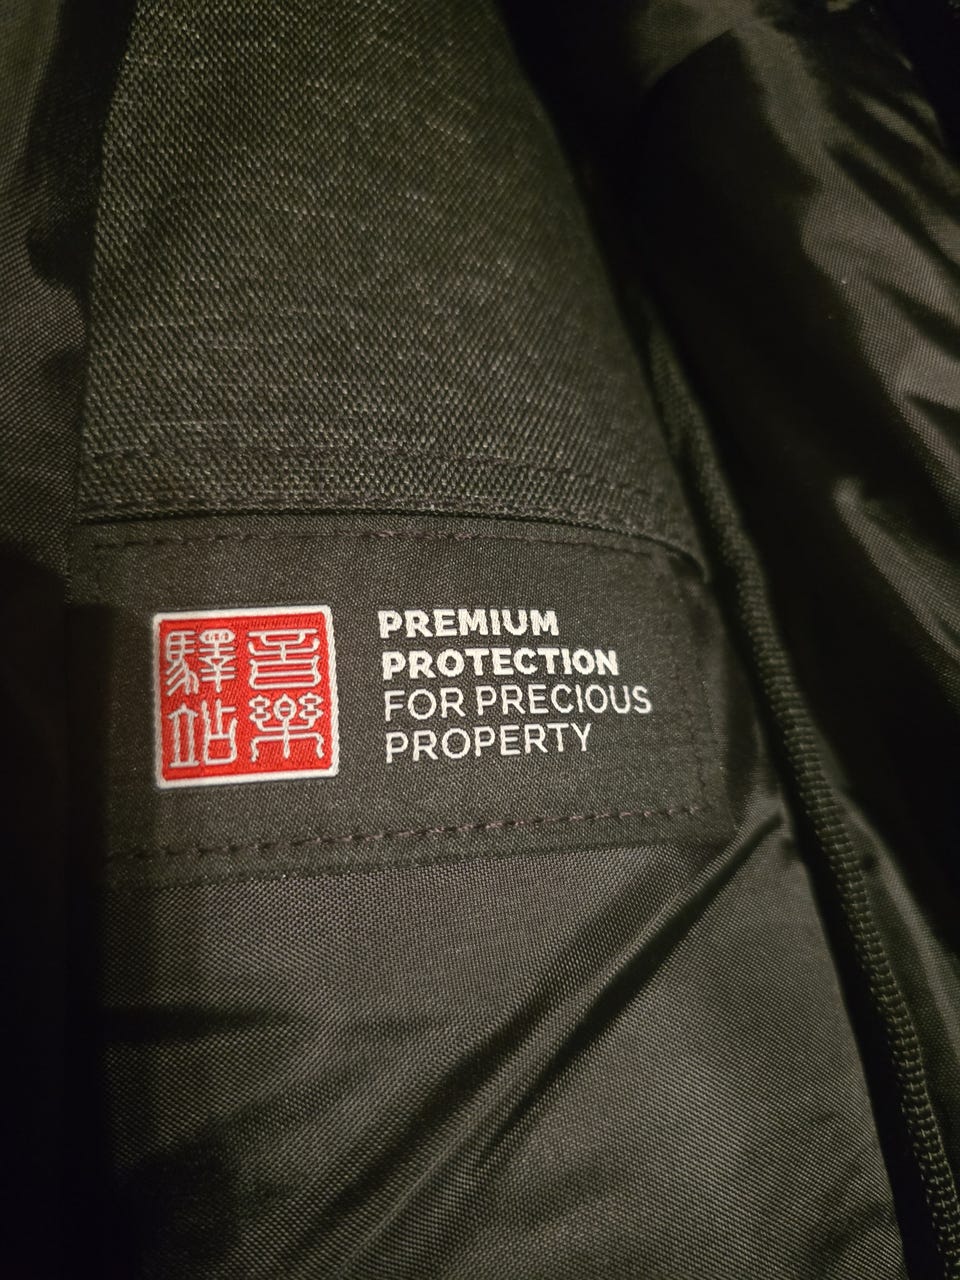 音樂
驛站
PREMIUM
PROTECTION
FOR PRECIOUS
PROPERTY